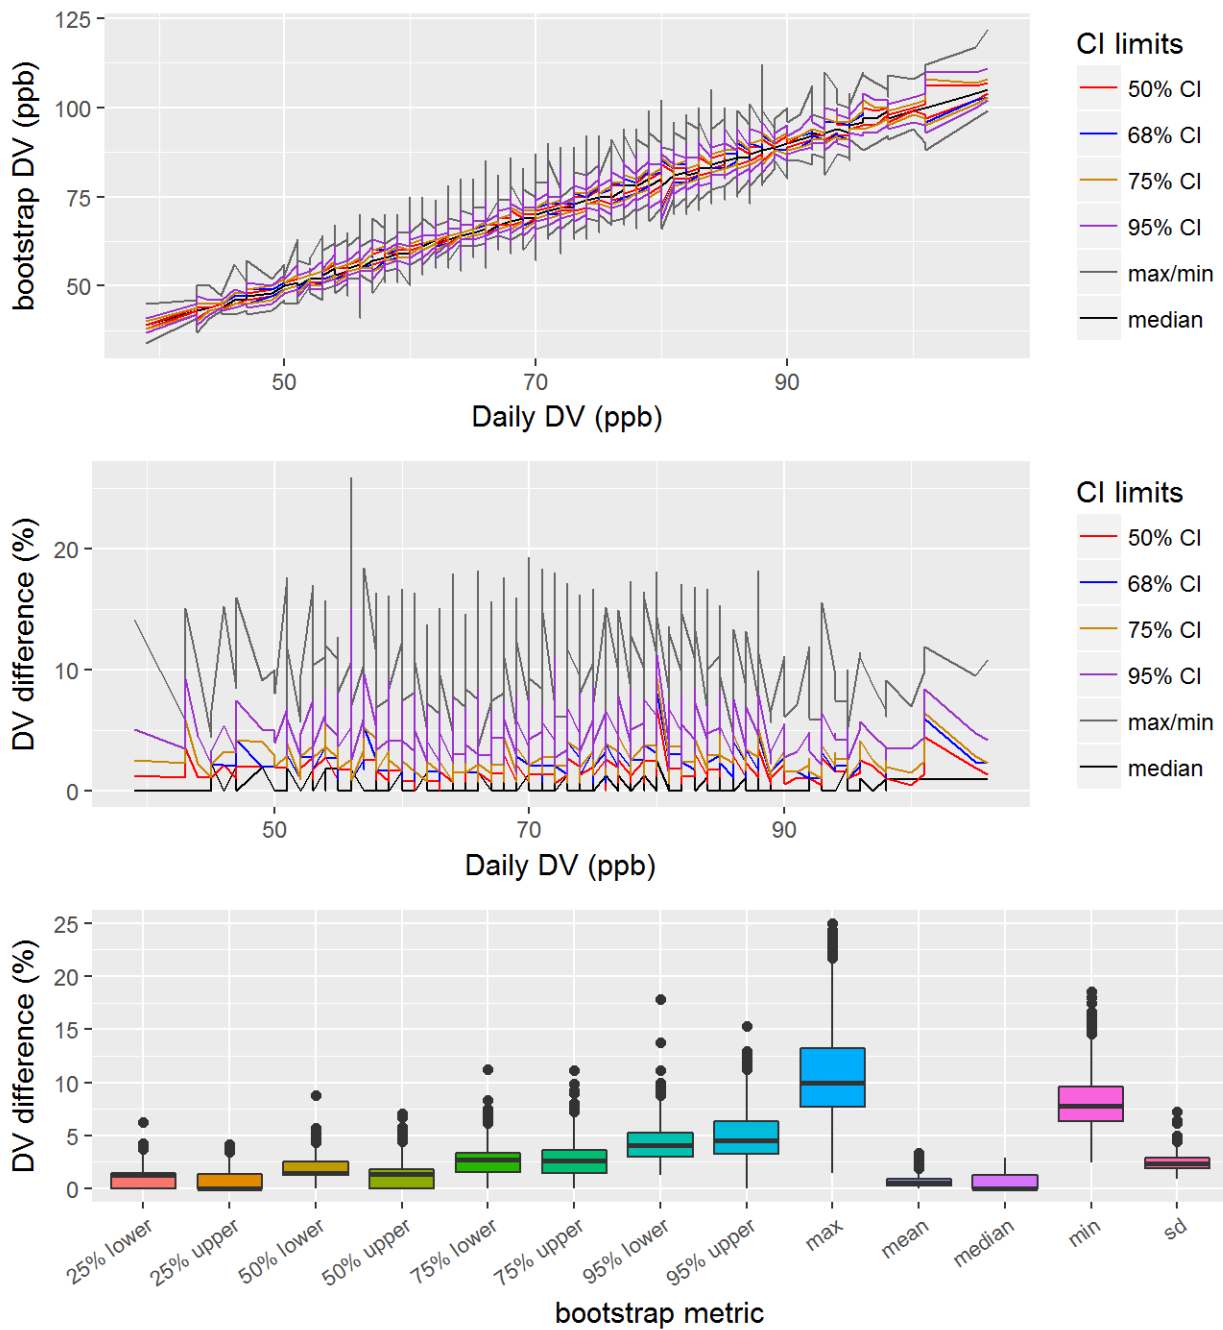 125
100
75
50
bootstrap DV (ppb)
50 70 90
Daily DV (ppb)
CI limits
50% CI
68% CI
75% CI
95% CI
max/min
median
20
10
0
DV difference (%)
50 70 90
Daily DV (ppb)
CI limits
50% CI
68% CI
75% CI
95% CI
max/min
median
25
20
15
10
5
0
DV difference (%)
25% lower 25% upper 50% lower 50% upper 75% lower 75% upper 95% lower 95% upper max mean median min sd
bootstrap metric